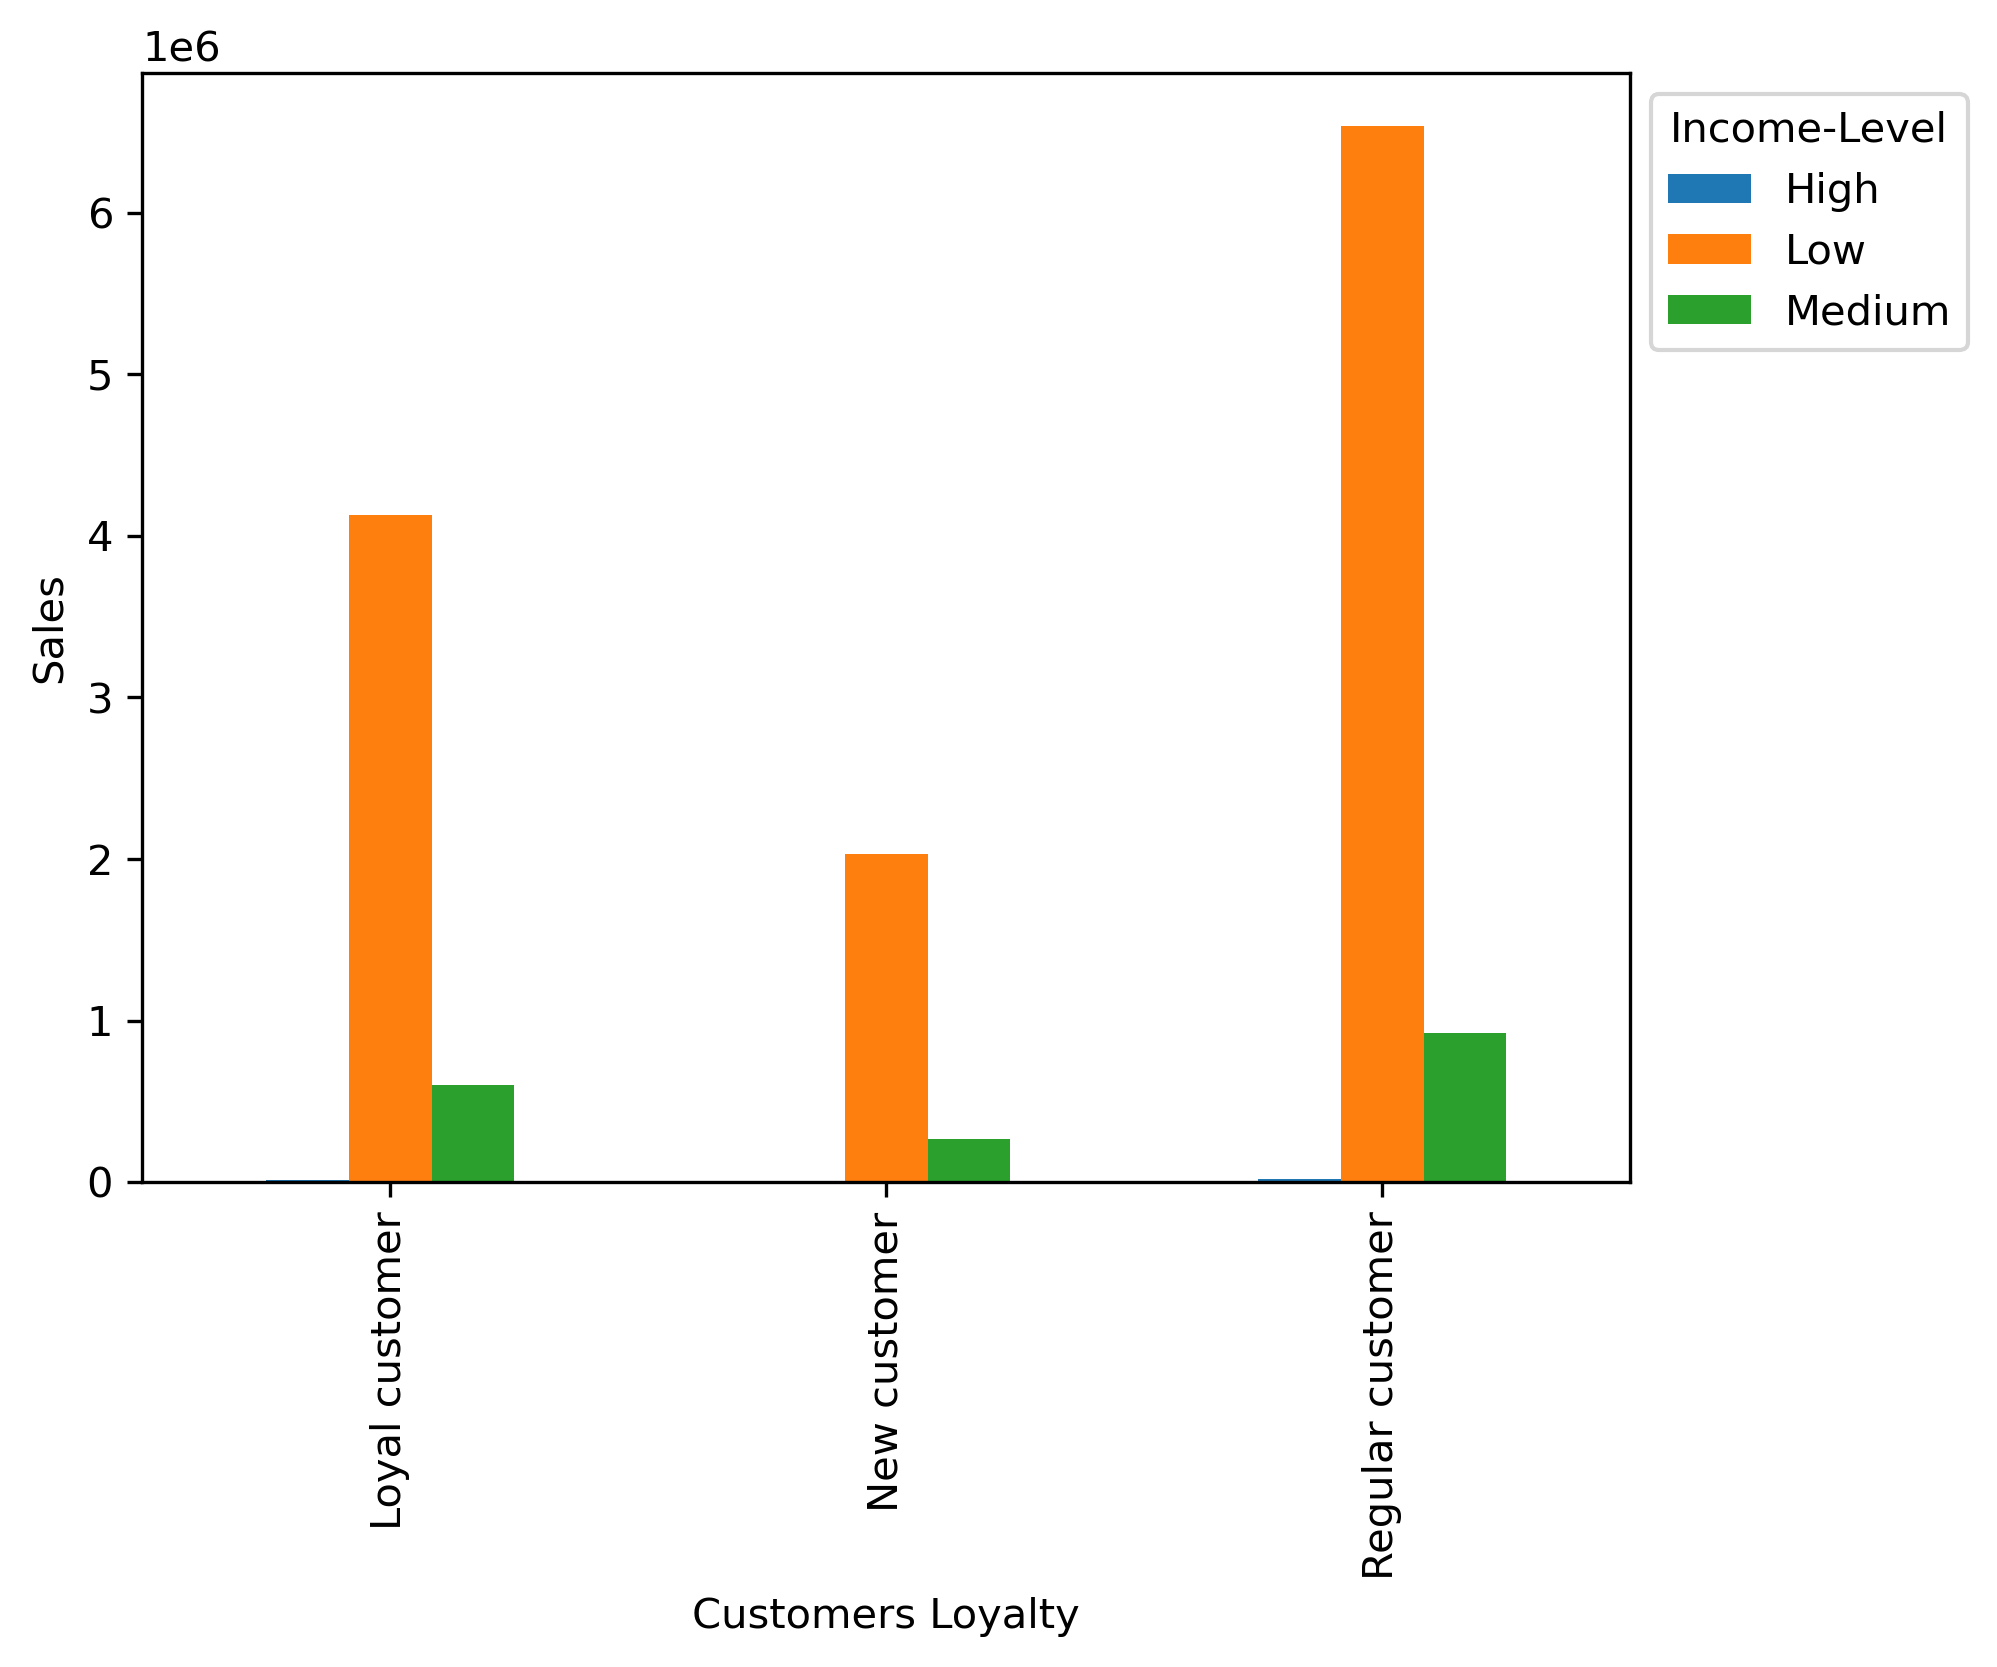 1e6
6
5
4
3
2
1
0
Sales
Loyal customer
New customer
Regular customer
Customers Loyalty
Income-Level
High
Low
Medium